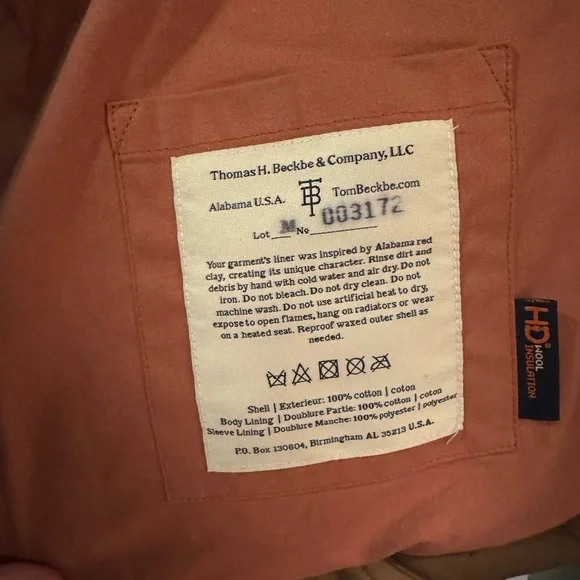 Thomas H. Beckbe & Company, LLC
Alabama U.S.A. TB TomBeckbe.com
Lot M No 003172
Your garment's liner was inspired by Alabama red
clay, creating its unique character. Rinse dirt and
debris by hand with cold water and air dry. Do not
iron. Do not bleach. Do not dry clean. Do not
machine wash. Do not use artificial heat to dry,
expose to open flames, hang on radiators or wear
on a heated seat. Reproof waxed outer shell as
needed.
Shell | Exterieur: 100% cotton | coton
Body Lining | Doublure Partie: 100% cotton | coton
Sleeve Lining | Doublure Manche: 100% polyester | polyester
P.O. Box 130604, Birmingham AL 35213 U.S.A.
HD®
WOOL
INSULATION